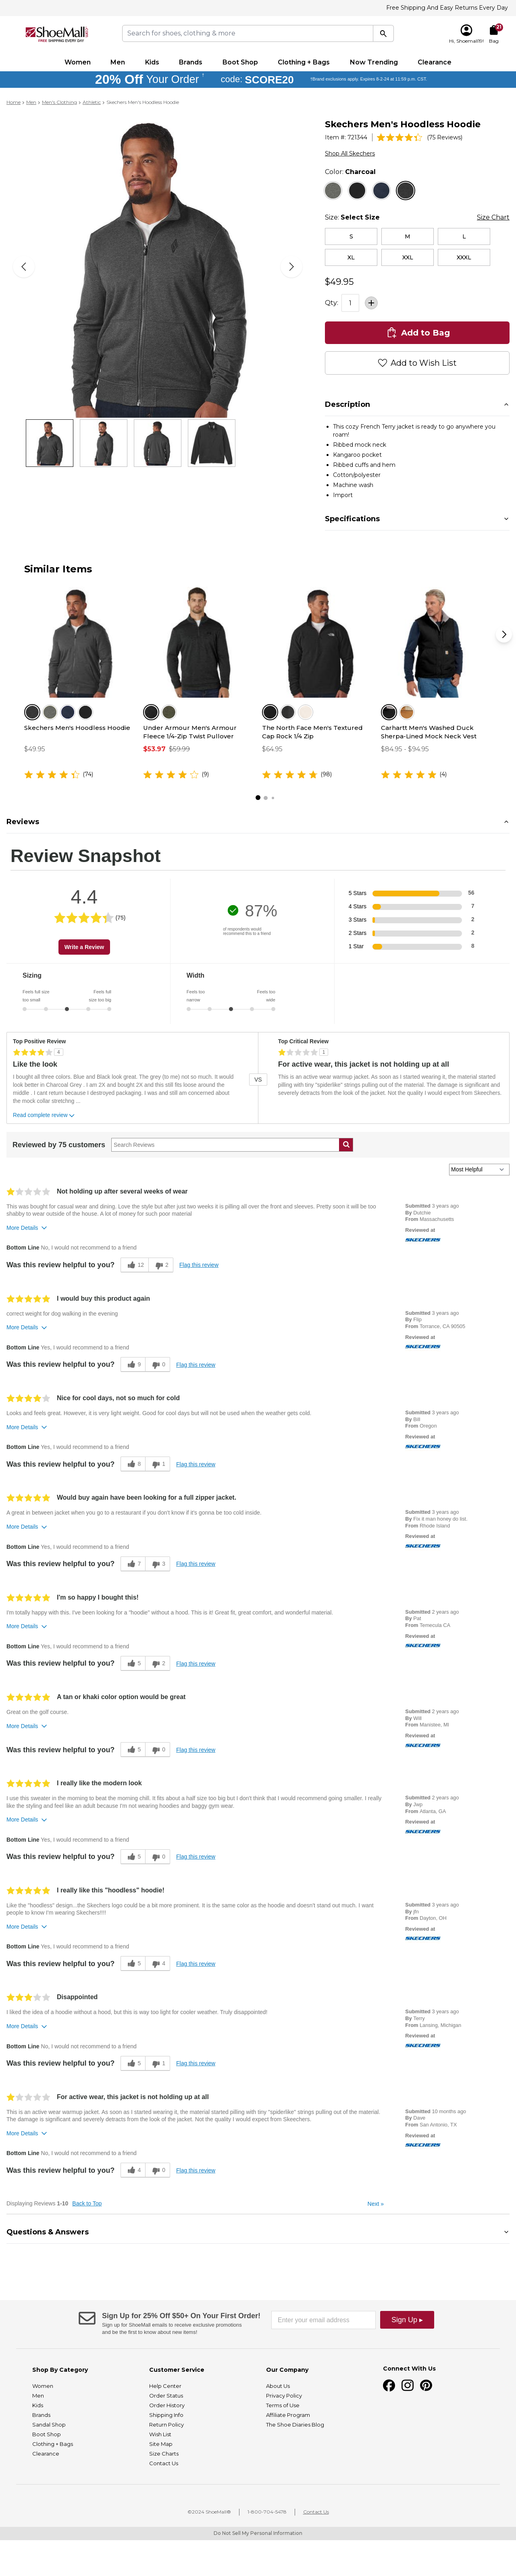 Free Shipping And Easy Returns Every Day
ShoeMall
FREE SHIPPING EVERY DAY
Search for shoes, clothing & more
Hi, Shoemall19!
Bag
Women
Men
Kids
Brands
Boot Shop
Clothing + Bags
Now Trending
Clearance
20% Off Your Order † code: SCORE20
†Brand exclusions apply. Expires 8-2-24 at 11:59 p.m. CST.
Home › Men › Men's Clothing › Athletic › Skechers Men's Hoodless Hoodie
Skechers Men's Hoodless Hoodie
Item #: 721344 (75 Reviews)
Shop All Skechers
Color: Charcoal
Size: Select Size
Size Chart
S
M
L
XL
XXL
XXXL
$49.95
Qty: 1
Add to Bag
Add to Wish List
Description
This cozy French Terry jacket is ready to go anywhere you roam!
Ribbed mock neck
Kangaroo pocket
Ribbed cuffs and hem
Cotton/polyester
Machine wash
Import
Specifications
Similar Items
Skechers Men's Hoodless Hoodie
$49.95
(74)
Under Armour Men's Armour Fleece 1/4-Zip Twist Pullover
$53.97 $59.99
(9)
The North Face Men's Textured Cap Rock 1/4 Zip
$64.95
(98)
Carhartt Men's Washed Duck Sherpa-Lined Mock Neck Vest
$84.95 - $94.95
(4)
Reviews
Review Snapshot
4.4
(75)
Write a Review
87%
of respondents would recommend this to a friend
5 Stars 56
4 Stars 7
3 Stars 2
2 Stars 2
1 Star 8
Sizing
Feels full size too small
Feels full size too big
Width
Feels too narrow
Feels too wide
Top Positive Review
4
Like the look
I bought all three colors. Blue and Black look great. The grey (to me) not so much. It would look better in Charcoal Grey . I am 2X and bought 2X and this still fits loose around the middle . I cant return because I destroyed packaging. I was and still am concerned about the mock collar stretching ...
Read complete review
VS
Top Critical Review
1
For active wear, this jacket is not holding up at all
This is an active wear warmup jacket. As soon as I started wearing it, the material started pilling with tiny "spiderlike" strings pulling out of the material. The damage is significant and severely detracts from the look of the jacket. Not the quality I would expect from Skeechers.
Reviewed by 75 customers
Search Reviews
Most Helpful
Not holding up after several weeks of wear
This was bought for casual wear and dining. Love the style but after just two weeks it is pilling all over the front and sleeves. Pretty soon it will be too shabby to wear outside of the house. A lot of money for such poor material
More Details
Bottom Line No, I would not recommend to a friend
Was this review helpful to you? 12 2 Flag this review
Submitted 3 years ago
By Dutchie
From Massachusetts
Reviewed at
SKECHERS
I would buy this product again
correct weight for dog walking in the evening
More Details
Bottom Line Yes, I would recommend to a friend
Was this review helpful to you? 9 0 Flag this review
Submitted 3 years ago
By Flip
From Torrance, CA 90505
Reviewed at
SKECHERS
Nice for cool days, not so much for cold
Looks and feels great. However, it is very light weight. Good for cool days but will not be used when the weather gets cold.
More Details
Bottom Line Yes, I would recommend to a friend
Was this review helpful to you? 8 1 Flag this review
Submitted 3 years ago
By Bill
From Oregon
Reviewed at
SKECHERS
Would buy again have been looking for a full zipper jacket.
A great in between jacket when you go to a restaurant if you don't know if it's gonna be too cold inside.
More Details
Bottom Line Yes, I would recommend to a friend
Was this review helpful to you? 7 3 Flag this review
Submitted 3 years ago
By Fix it man honey do list.
From Rhode Island
Reviewed at
SKECHERS
I'm so happy I bought this!
I'm totally happy with this. I've been looking for a "hoodie" without a hood. This is it! Great fit, great comfort, and wonderful material.
More Details
Bottom Line Yes, I would recommend to a friend
Was this review helpful to you? 5 2 Flag this review
Submitted 2 years ago
By Pat
From Temecula CA
Reviewed at
SKECHERS
A tan or khaki color option would be great
Great on the golf course.
More Details
Was this review helpful to you? 5 0 Flag this review
Submitted 2 years ago
By Will
From Manistee, MI
Reviewed at
SKECHERS
I really like the modern look
I use this sweater in the morning to beat the morning chill. It fits about a half size too big but I don't think that I would recommend going smaller. I really like the styling and feel like an adult because I'm not wearing hoodies and baggy gym wear.
More Details
Bottom Line Yes, I would recommend to a friend
Was this review helpful to you? 5 0 Flag this review
Submitted 2 years ago
By Jwp
From Atlanta, GA
Reviewed at
SKECHERS
I really like this "hoodless" hoodie!
Like the "hoodless" design...the Skechers logo could be a bit more prominent. It is the same color as the hoodie and doesn't stand out much. I want people to know I'm wearing Skechers!!!!
More Details
Bottom Line Yes, I would recommend to a friend
Was this review helpful to you? 5 4 Flag this review
Submitted 3 years ago
By jfn
From Dayton, OH
Reviewed at
SKECHERS
Disappointed
I liked the idea of a hoodie without a hood, but this is way too light for cooler weather. Truly disappointed!
More Details
Bottom Line No, I would not recommend to a friend
Was this review helpful to you? 5 1 Flag this review
Submitted 3 years ago
By Terry
From Lansing, Michigan
Reviewed at
SKECHERS
For active wear, this jacket is not holding up at all
This is an active wear warmup jacket. As soon as I started wearing it, the material started pilling with tiny "spiderlike" strings pulling out of the material. The damage is significant and severely detracts from the look of the jacket. Not the quality I would expect from Skeechers.
More Details
Bottom Line No, I would not recommend to a friend
Was this review helpful to you? 4 0 Flag this review
Submitted 10 months ago
By Dave
From San Antonio, TX
Reviewed at
SKECHERS
Displaying Reviews 1-10 Back to Top
Next »
Questions & Answers
Sign Up for 25% Off $50+ On Your First Order!
Sign up for ShoeMall emails to receive exclusive promotions and be the first to know about new items!
Enter your email address
Sign Up ▸
Shop By Category
Women
Men
Kids
Brands
Sandal Shop
Boot Shop
Clothing + Bags
Clearance
Customer Service
Help Center
Order Status
Order History
Shipping Info
Return Policy
Wish List
Site Map
Size Charts
Contact Us
Our Company
About Us
Privacy Policy
Terms of Use
Affiliate Program
The Shoe Diaries Blog
Connect With Us
©2024 ShoeMall®
1-800-704-5478
Contact Us
Do Not Sell My Personal Information